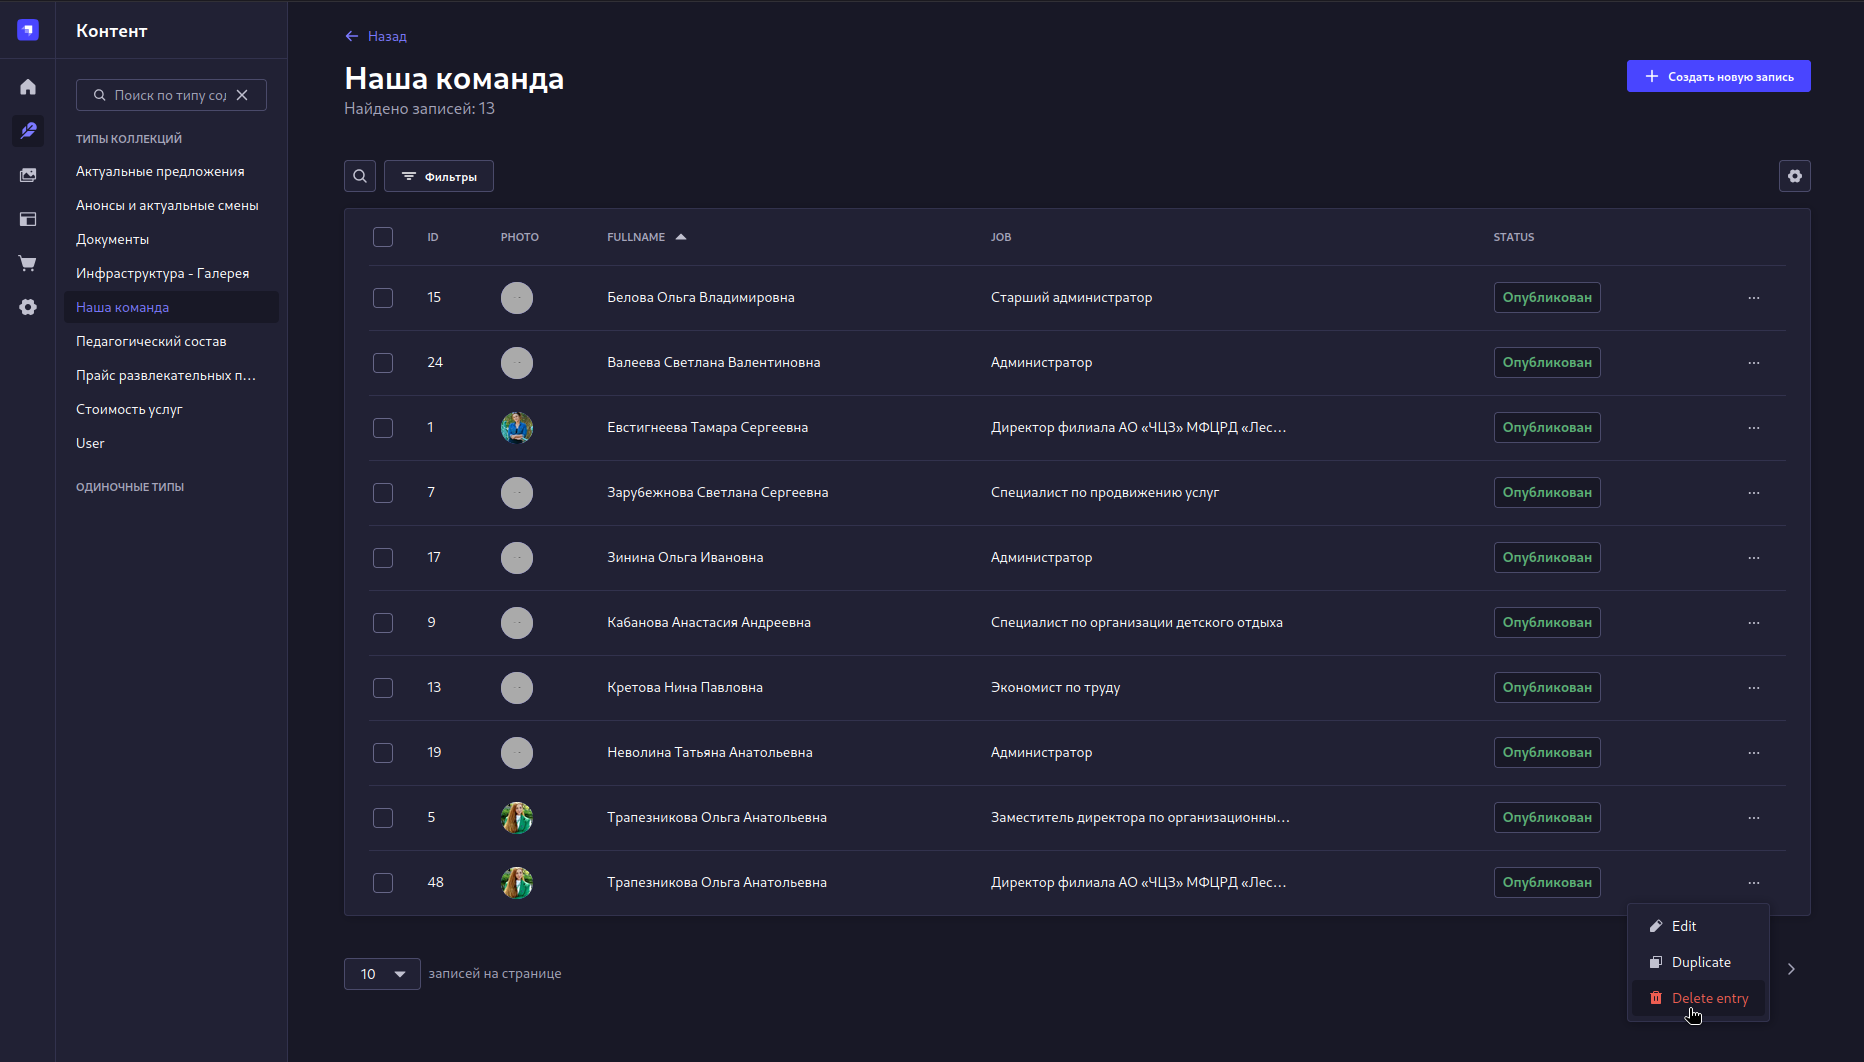 Контент
Поиск по типу со
ТИПЫ КОЛЛЕКЦИЙ
Актуальные предложения
Анонсы и актуальные смены
Документы
Инфраструктура - Галерея
Наша команда
Педагогический состав
Прайс развлекательных п...
Стоимость услуг
User
ОДИНОЧНЫЕ ТИПЫ
Назад
Наша команда
Найдено записей: 13
Создать новую запись
Фильтры
ID PHOTO FULLNAME JOB STATUS
15 Белова Ольга Владимировна Старший администратор Опубликован
24 Валеева Светлана Валентиновна Администратор Опубликован
1 Евстигнеева Тамара Сергеевна Директор филиала АО «ЧЦЗ» МФЦРД «Лес... Опубликован
7 Зарубежнова Светлана Сергеевна Специалист по продвижению услуг Опубликован
17 Зинина Ольга Ивановна Администратор Опубликован
9 Кабанова Анастасия Андреевна Специалист по организации детского отдыха Опубликован
13 Кретова Нина Павловна Экономист по труду Опубликован
19 Неволина Татьяна Анатольевна Администратор Опубликован
5 Трапезникова Ольга Анатольевна Заместитель директора по организационны... Опубликован
48 Трапезникова Ольга Анатольевна Директор филиала АО «ЧЦЗ» МФЦРД «Лес... Опубликован
Edit
Duplicate
Delete entry
10 записей на странице